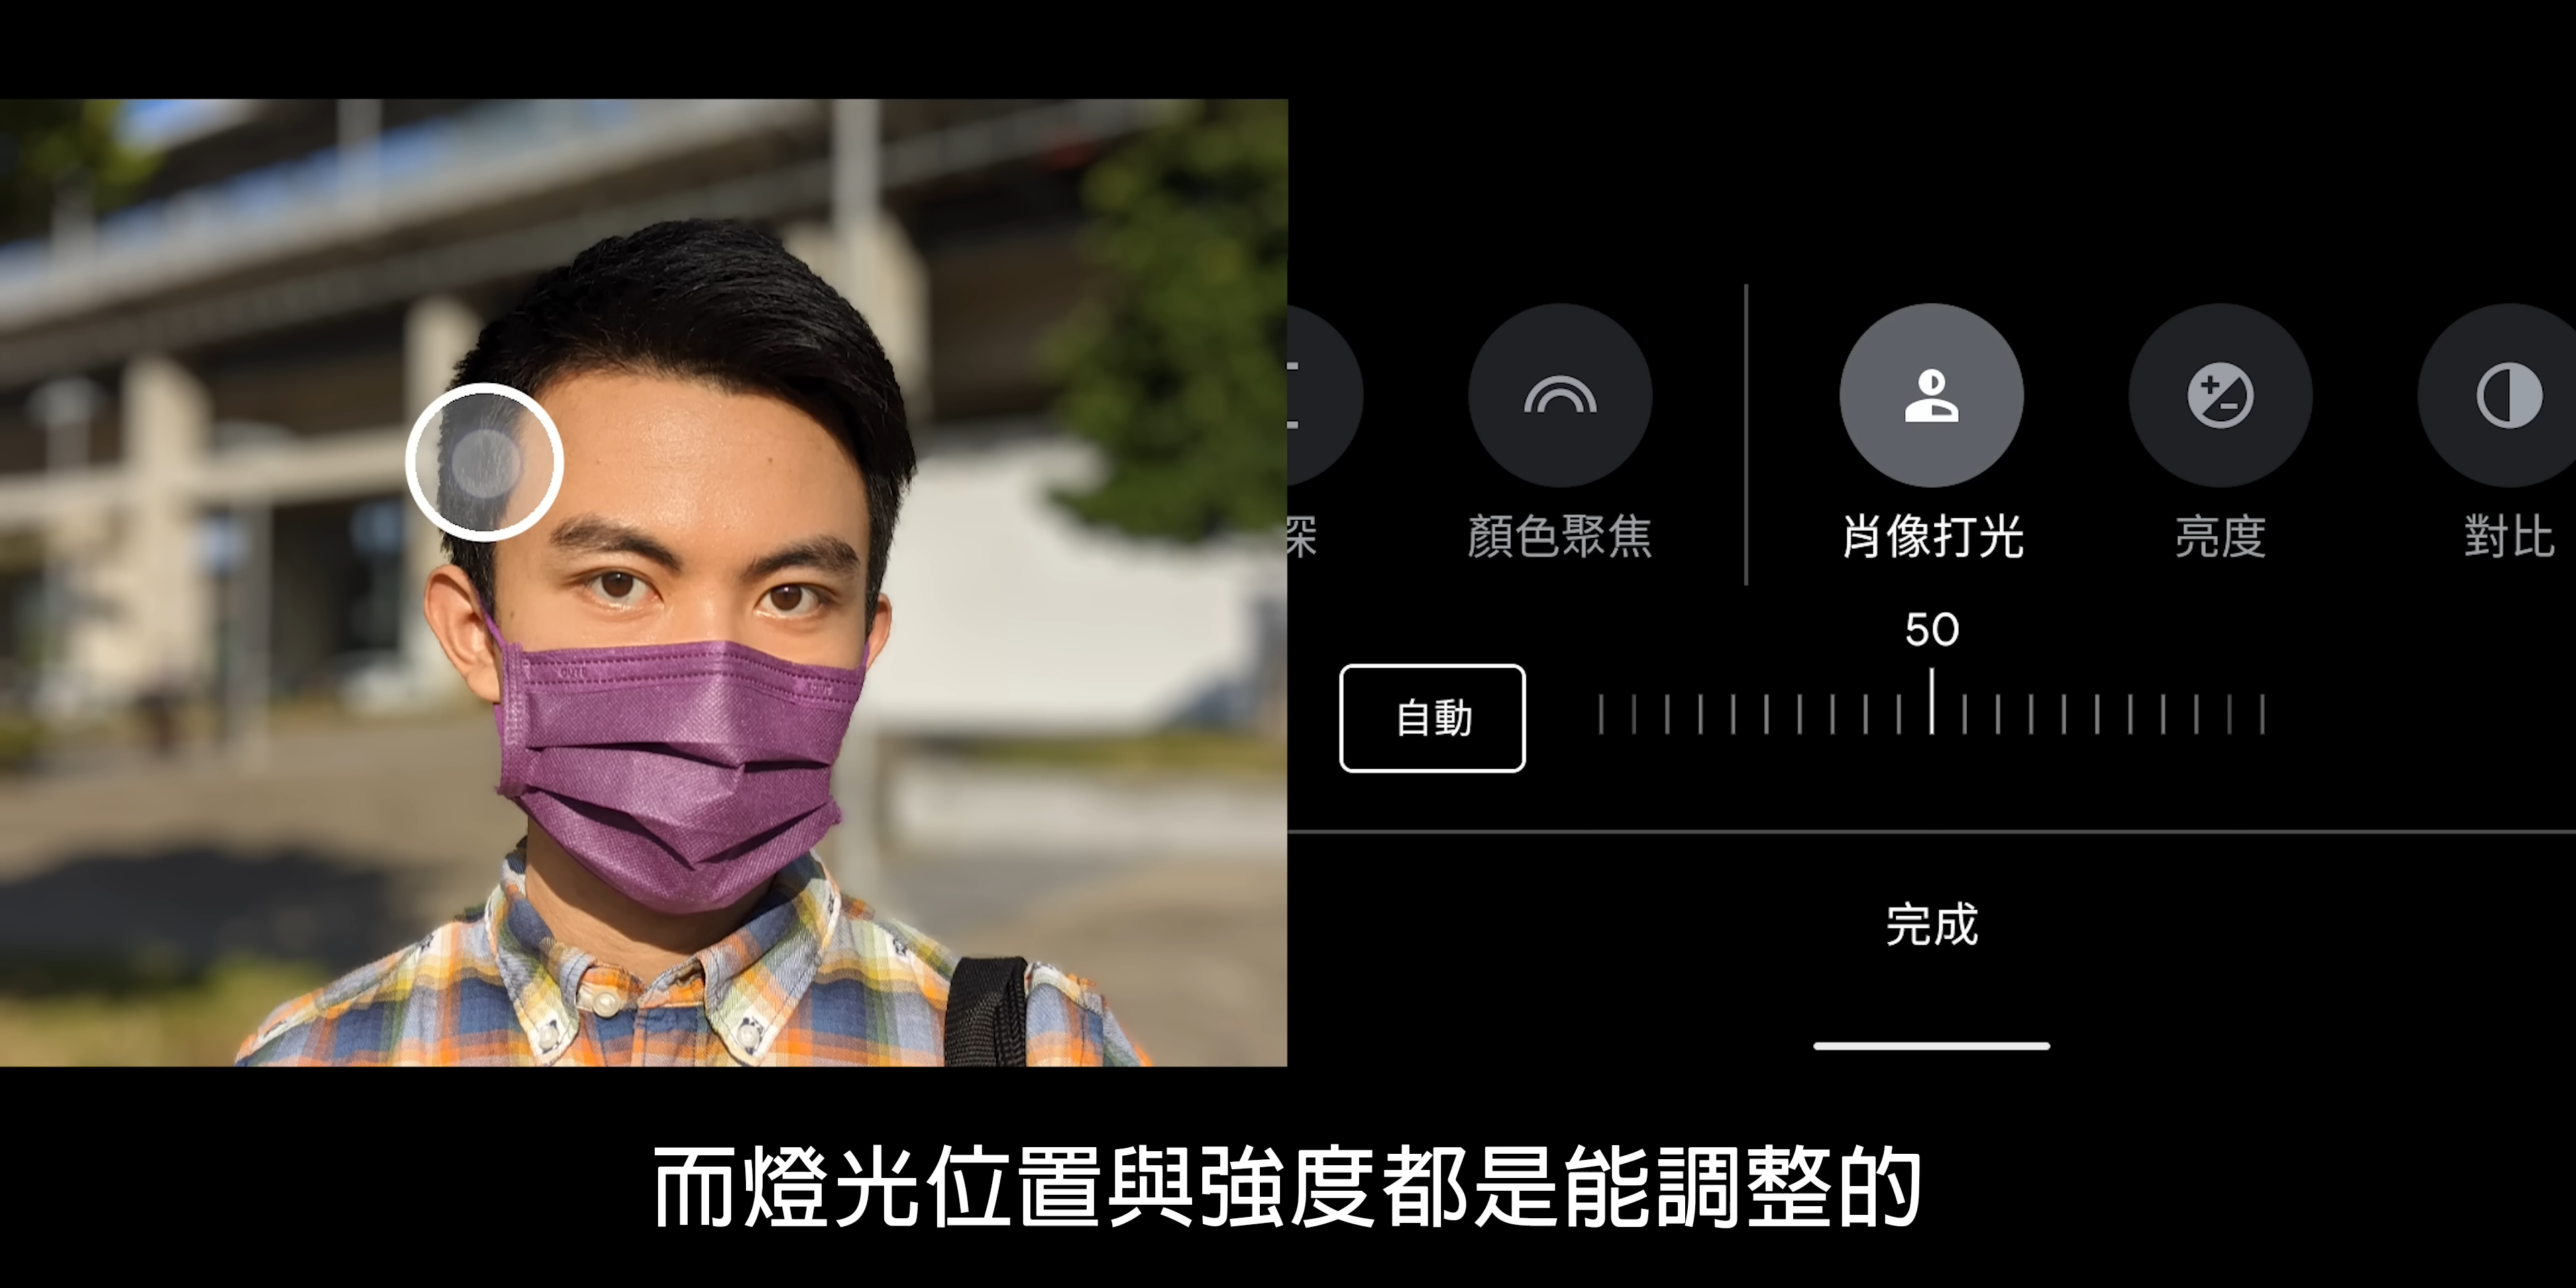 深
顏色聚焦
肖像打光
亮度
對比
50
自動
完成
而燈光位置與強度都是能調整的